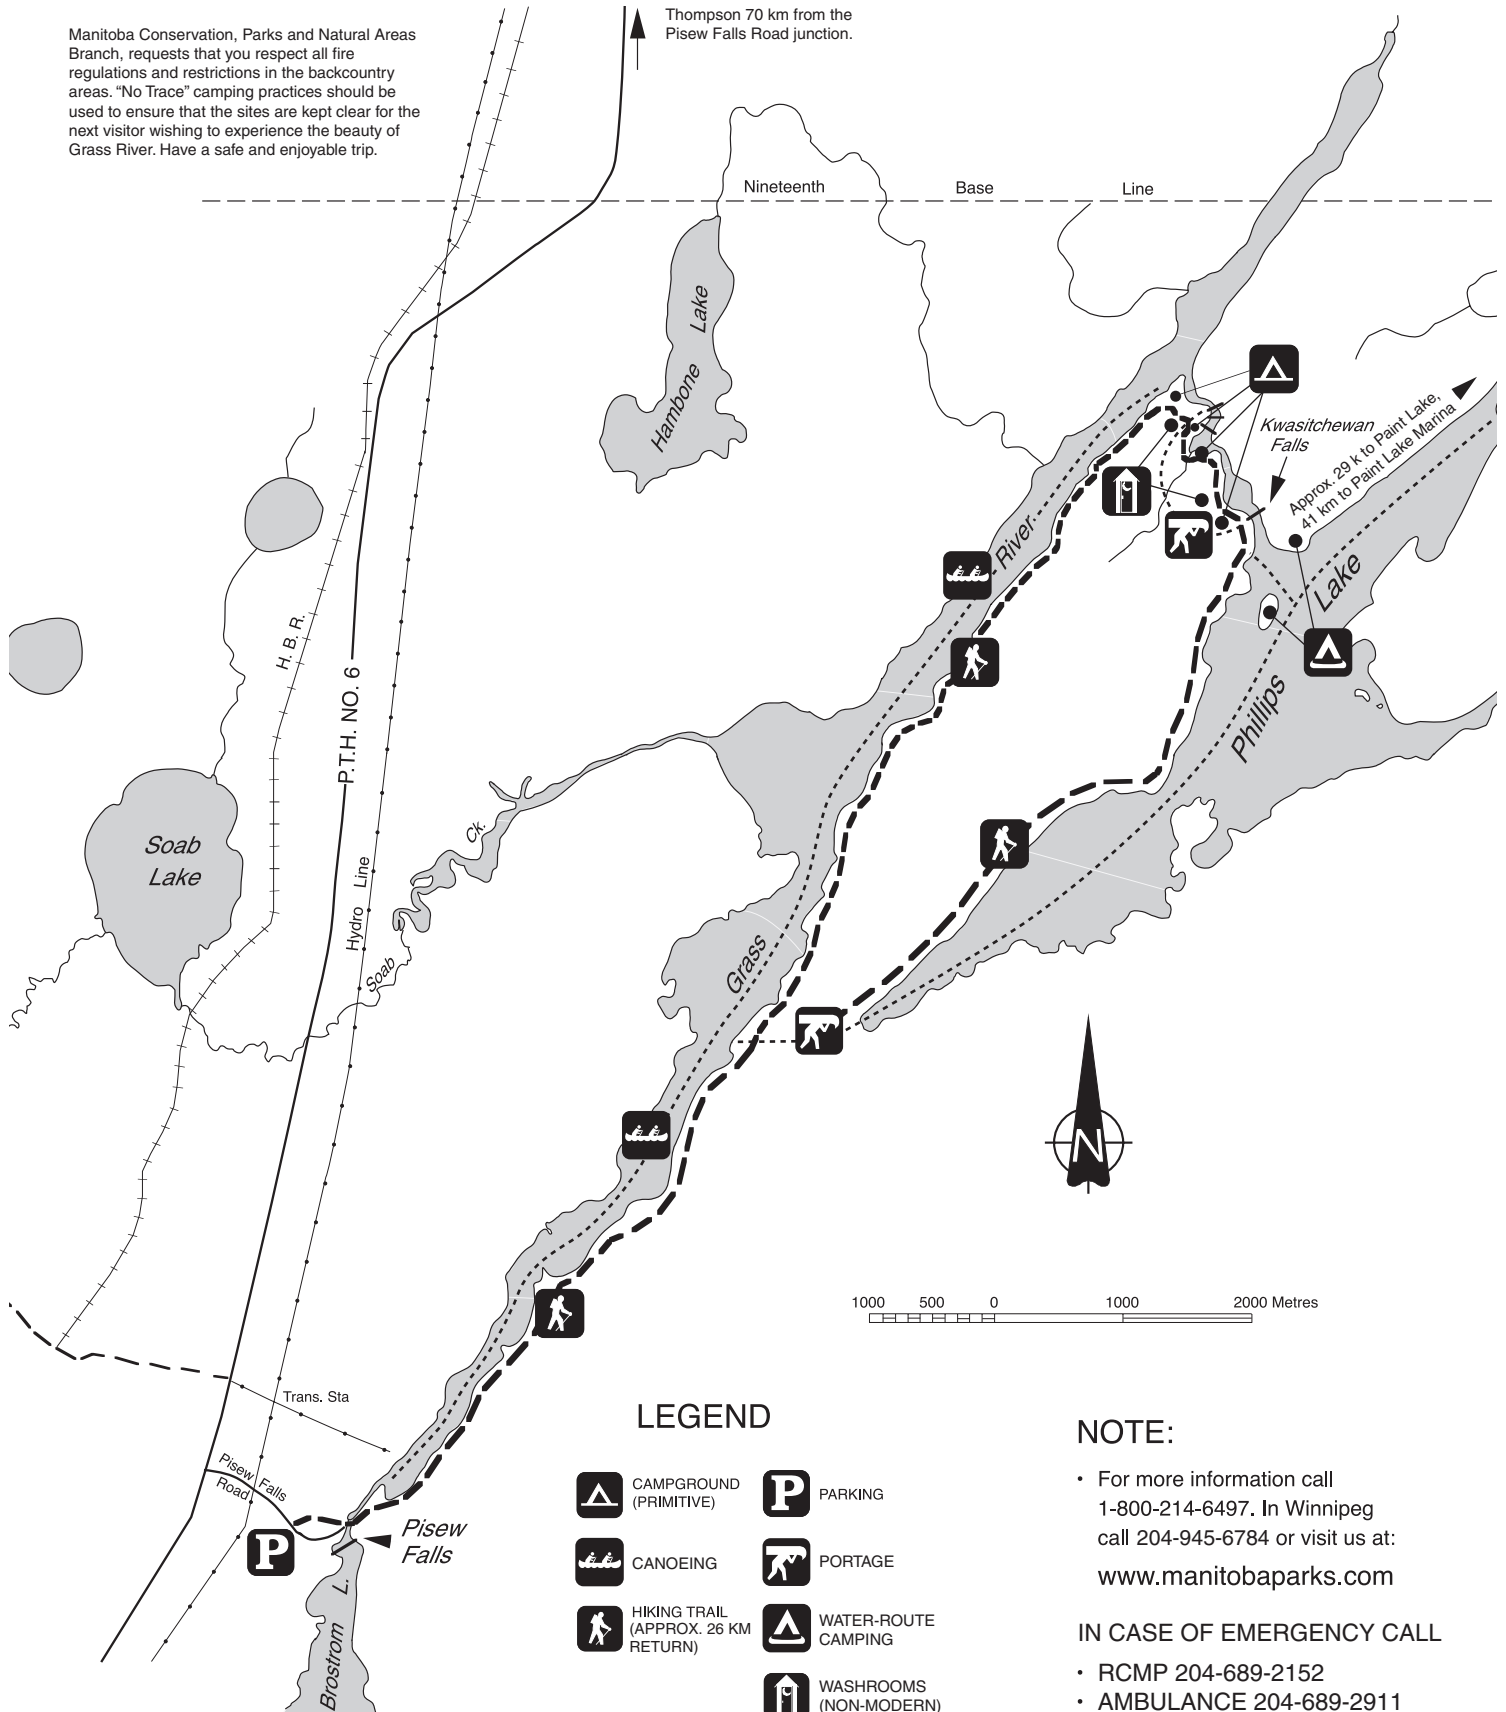 Manitoba Conservation, Parks and Natural Areas
Branch, requests that you respect all fire
regulations and restrictions in the backcountry
areas. “No Trace” camping practices should be
used to ensure that the sites are kept clear for the
next visitor wishing to experience the beauty of
Grass River. Have a safe and enjoyable trip.
Thompson 70 km from the
Pisew Falls Road junction.
Nineteenth Base Line
Hambone Lake
Kwasitchewan
Falls
Approx. 29 k to Paint Lake,
41 km to Paint Lake Marina
River
Phillips Lake
H. B. R.
P.T.H. NO. 6
Soab
Lake
Hydro Line
Soab Ck.
Grass
N
1000 500 0 1000 2000 Metres
Trans. Sta
Pisew Falls
Road
P
Pisew
Falls
Brostrom L.
LEGEND
CAMPGROUND
(PRIMITIVE)
CANOEING
HIKING TRAIL
(APPROX. 26 KM
RETURN)
P PARKING
PORTAGE
WATER-ROUTE
CAMPING
WASHROOMS
(NON-MODERN)
NOTE:
• For more information call
1-800-214-6497. In Winnipeg
call 204-945-6784 or visit us at:
www.manitobaparks.com
IN CASE OF EMERGENCY CALL
• RCMP 204-689-2152
• AMBULANCE 204-689-2911